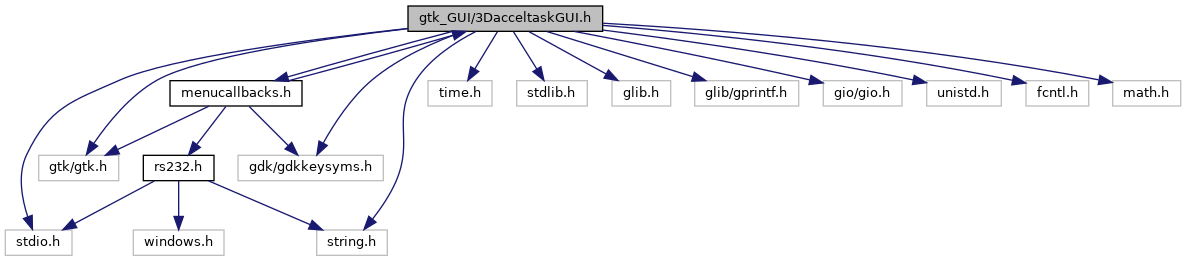 gtk_GUI/3DacceltaskGUI.h
menucallbacks.h
time.h
stdlib.h
glib.h
glib/gprintf.h
gio/gio.h
unistd.h
fcntl.h
math.h
gtk/gtk.h
rs232.h
gdk/gdkkeysyms.h
stdio.h
windows.h
string.h